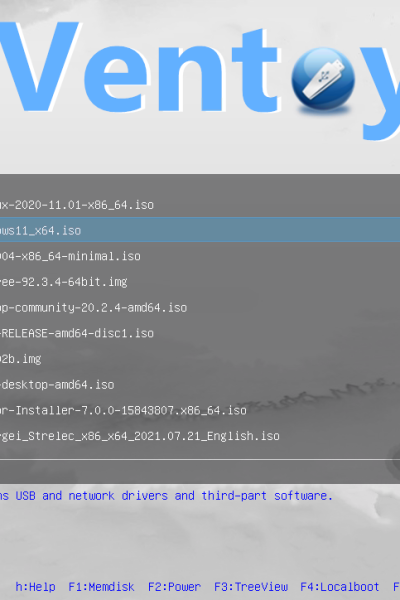 Ventoy
ux-2020-11.01-x86_64.iso
ows11_x64.iso
004-x86_64-minimal.iso
ree-92.3.4-64bit.img
op-community-20.2.4-amd64.iso
-RELEASE-amd64-disc1.iso
02b.img
-desktop-amd64.iso
or-Installer-7.0.0-15843807.x86_64.iso
rgei_Strelec_x86_x64_2021.07.21_English.iso
ns USB and network drivers and third-part software.
h:Help F1:Memdisk F2:Power F3:TreeView F4:Localboot F